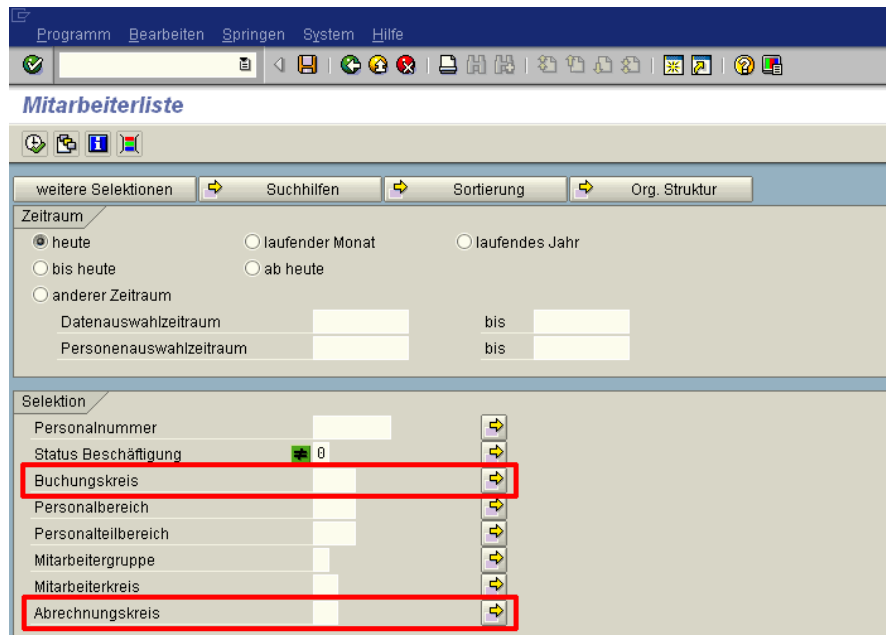 Programm Bearbeiten Springen System Hilfe
Mitarbeiterliste
weitere Selektionen Suchhilfen Sortierung Org. Struktur
Zeitraum
heute laufender Monat laufendes Jahr
bis heute ab heute
anderer Zeitraum
Datenauswahlzeitraum bis
Personenauswahlzeitraum bis
Selektion
Personalnummer
Status Beschäftigung ≠ 0
Buchungskreis
Personalbereich
Personalteilbereich
Mitarbeitergruppe
Mitarbeiterkreis
Abrechnungskreis